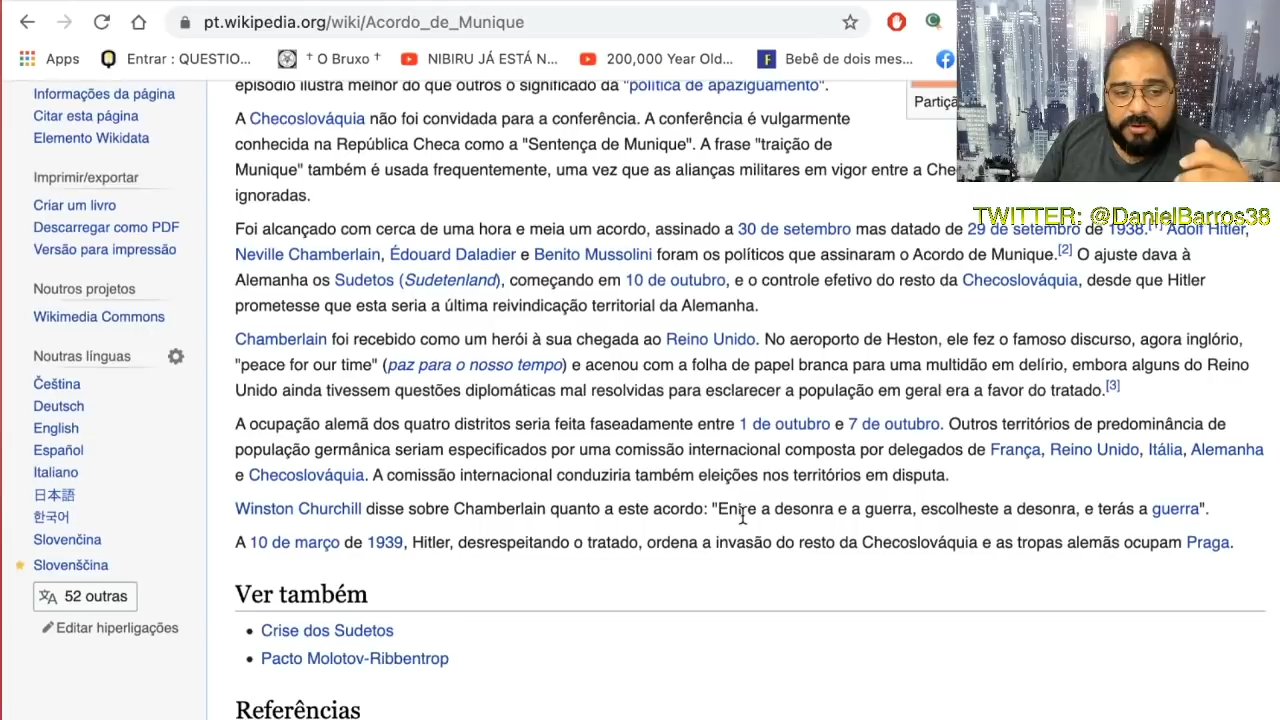 pt.wikipedia.org/wiki/Acordo_de_Munique
Apps
Entrar : QUESTIO...
† O Bruxo †
NIBIRU JÁ ESTÁ N...
200,000 Year Old...
Bebê de dois mes...
Informações da página
Citar esta página
Elemento Wikidata
Imprimir/exportar
Criar um livro
Descarregar como PDF
Versão para impressão
Noutros projetos
Wikimedia Commons
Noutras línguas
Čeština
Deutsch
English
Español
Italiano
日本語
한국어
Slovenčina
Slovenščina
52 outras
Editar hiperligações
episódio ilustra melhor do que outros o significado da "política de apaziguamento".
Partiçã
A Checoslováquia não foi convidada para a conferência. A conferência é vulgarmente
conhecida na República Checa como a "Sentença de Munique". A frase "traição de
Munique" também é usada frequentemente, uma vez que as alianças militares em vigor entre a Che
ignoradas.
TWITTER: @DanielBarros38
Foi alcançado com cerca de uma hora e meia um acordo, assinado a 30 de setembro mas datado de 29 de setembro de 1938. Adolf Hitler,
Neville Chamberlain, Édouard Daladier e Benito Mussolini foram os políticos que assinaram o Acordo de Munique.[2] O ajuste dava à
Alemanha os Sudetos (Sudetenland), começando em 10 de outubro, e o controle efetivo do resto da Checoslováquia, desde que Hitler
prometesse que esta seria a última reivindicação territorial da Alemanha.
Chamberlain foi recebido como um herói à sua chegada ao Reino Unido. No aeroporto de Heston, ele fez o famoso discurso, agora inglório,
"peace for our time" (paz para o nosso tempo) e acenou com a folha de papel branca para uma multidão em delírio, embora alguns do Reino
Unido ainda tivessem questões diplomáticas mal resolvidas para esclarecer a população em geral era a favor do tratado.[3]
A ocupação alemã dos quatro distritos seria feita faseadamente entre 1 de outubro e 7 de outubro. Outros territórios de predominância de
população germânica seriam especificados por uma comissão internacional composta por delegados de França, Reino Unido, Itália, Alemanha
e Checoslováquia. A comissão internacional conduziria também eleições nos territórios em disputa.
Winston Churchill disse sobre Chamberlain quanto a este acordo: "Entre a desonra e a guerra, escolheste a desonra, e terás a guerra".
A 10 de março de 1939, Hitler, desrespeitando o tratado, ordena a invasão do resto da Checoslováquia e as tropas alemãs ocupam Praga.
Ver também
Crise dos Sudetos
Pacto Molotov-Ribbentrop
Referências